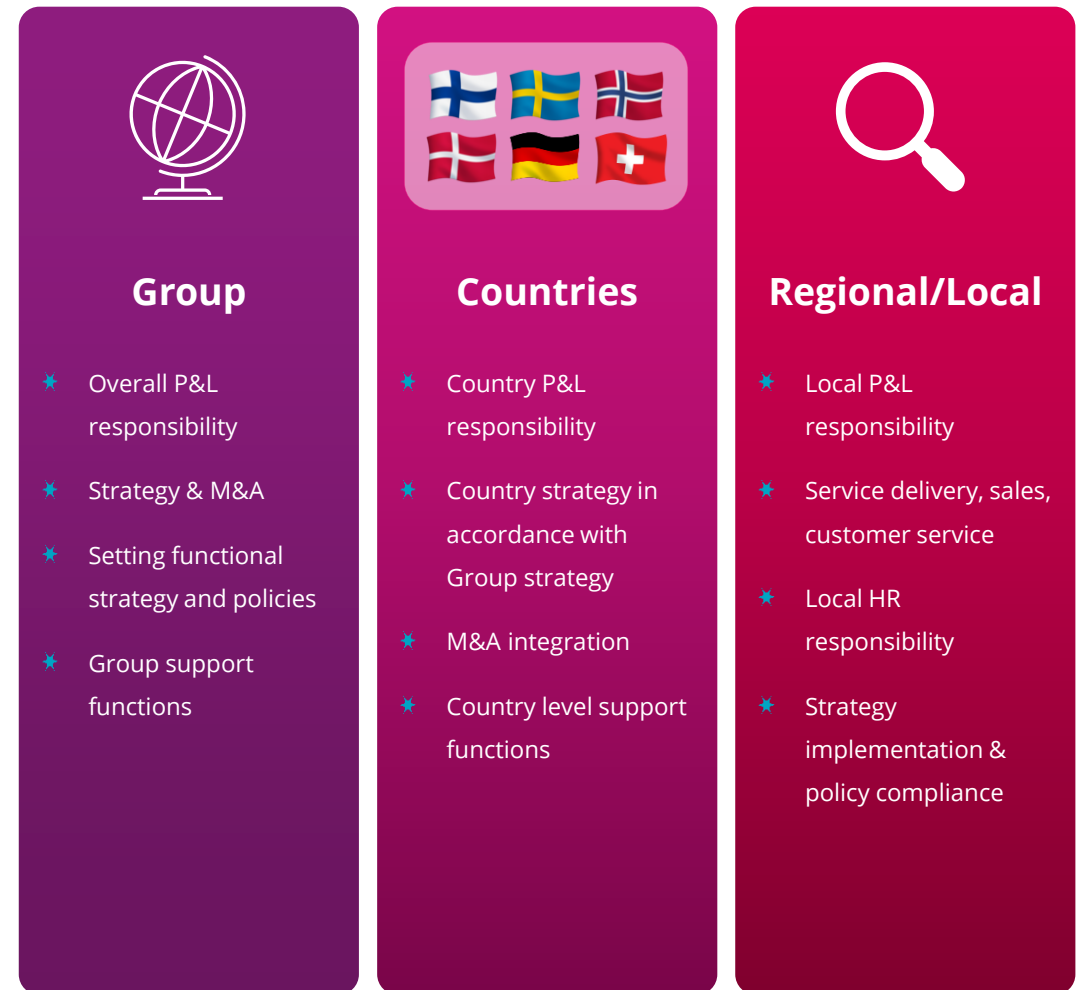 Group
Overall P&L
responsibility
Strategy & M&A
Setting functional
strategy and policies
Group support
functions
Countries
Country P&L
responsibility
Country strategy in
accordance with
Group strategy
M&A integration
Country level support
functions
Regional/Local
Local P&L
responsibility
Service delivery, sales,
customer service
Local HR
responsibility
Strategy
implementation &
policy compliance